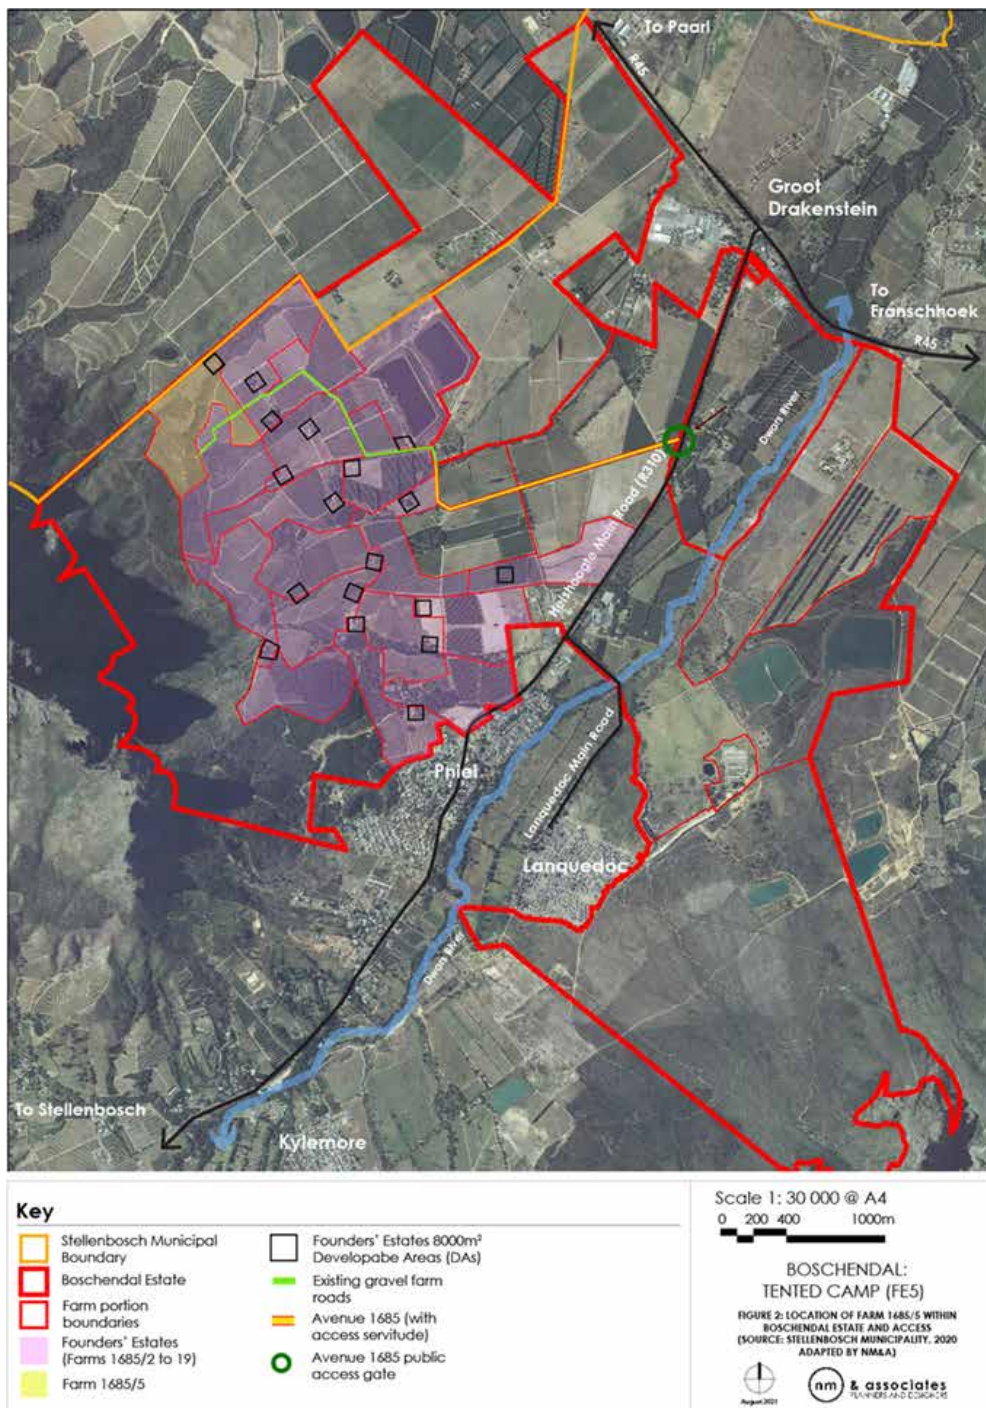 To Paarl
R45
Groot
Drakenstein
To
Franschhoek
R45
Dwars River
Helshoogte Main Road (R310)
Lanquedoc Main Road
Pniel
Lanquedoc
Dwars River
To Stellenbosch
Kylemore
Key
Stellenbosch Municipal
Boundary
Boschendal Estate
Farm portion
boundaries
Founders' Estates
(Farms 1685/2 to 19)
Farm 1685/5
Founders' Estates 8000m²
Developabe Areas (DAs)
Existing gravel farm
roads
Avenue 1685 (with
access servitude)
Avenue 1685 public
access gate
Scale 1: 30 000 @ A4
0 200 400 1000m
BOSCHENDAL:
TENTED CAMP (FE5)
FIGURE 2: LOCATION OF FARM 1685/5 WITHIN
BOSCHENDAL ESTATE AND ACCESS
(SOURCE: STELLENBOSCH MUNICIPALITY, 2020
ADAPTED BY NM&A)
August 2021
nm & associates
PLANNERS AND DESIGNERS